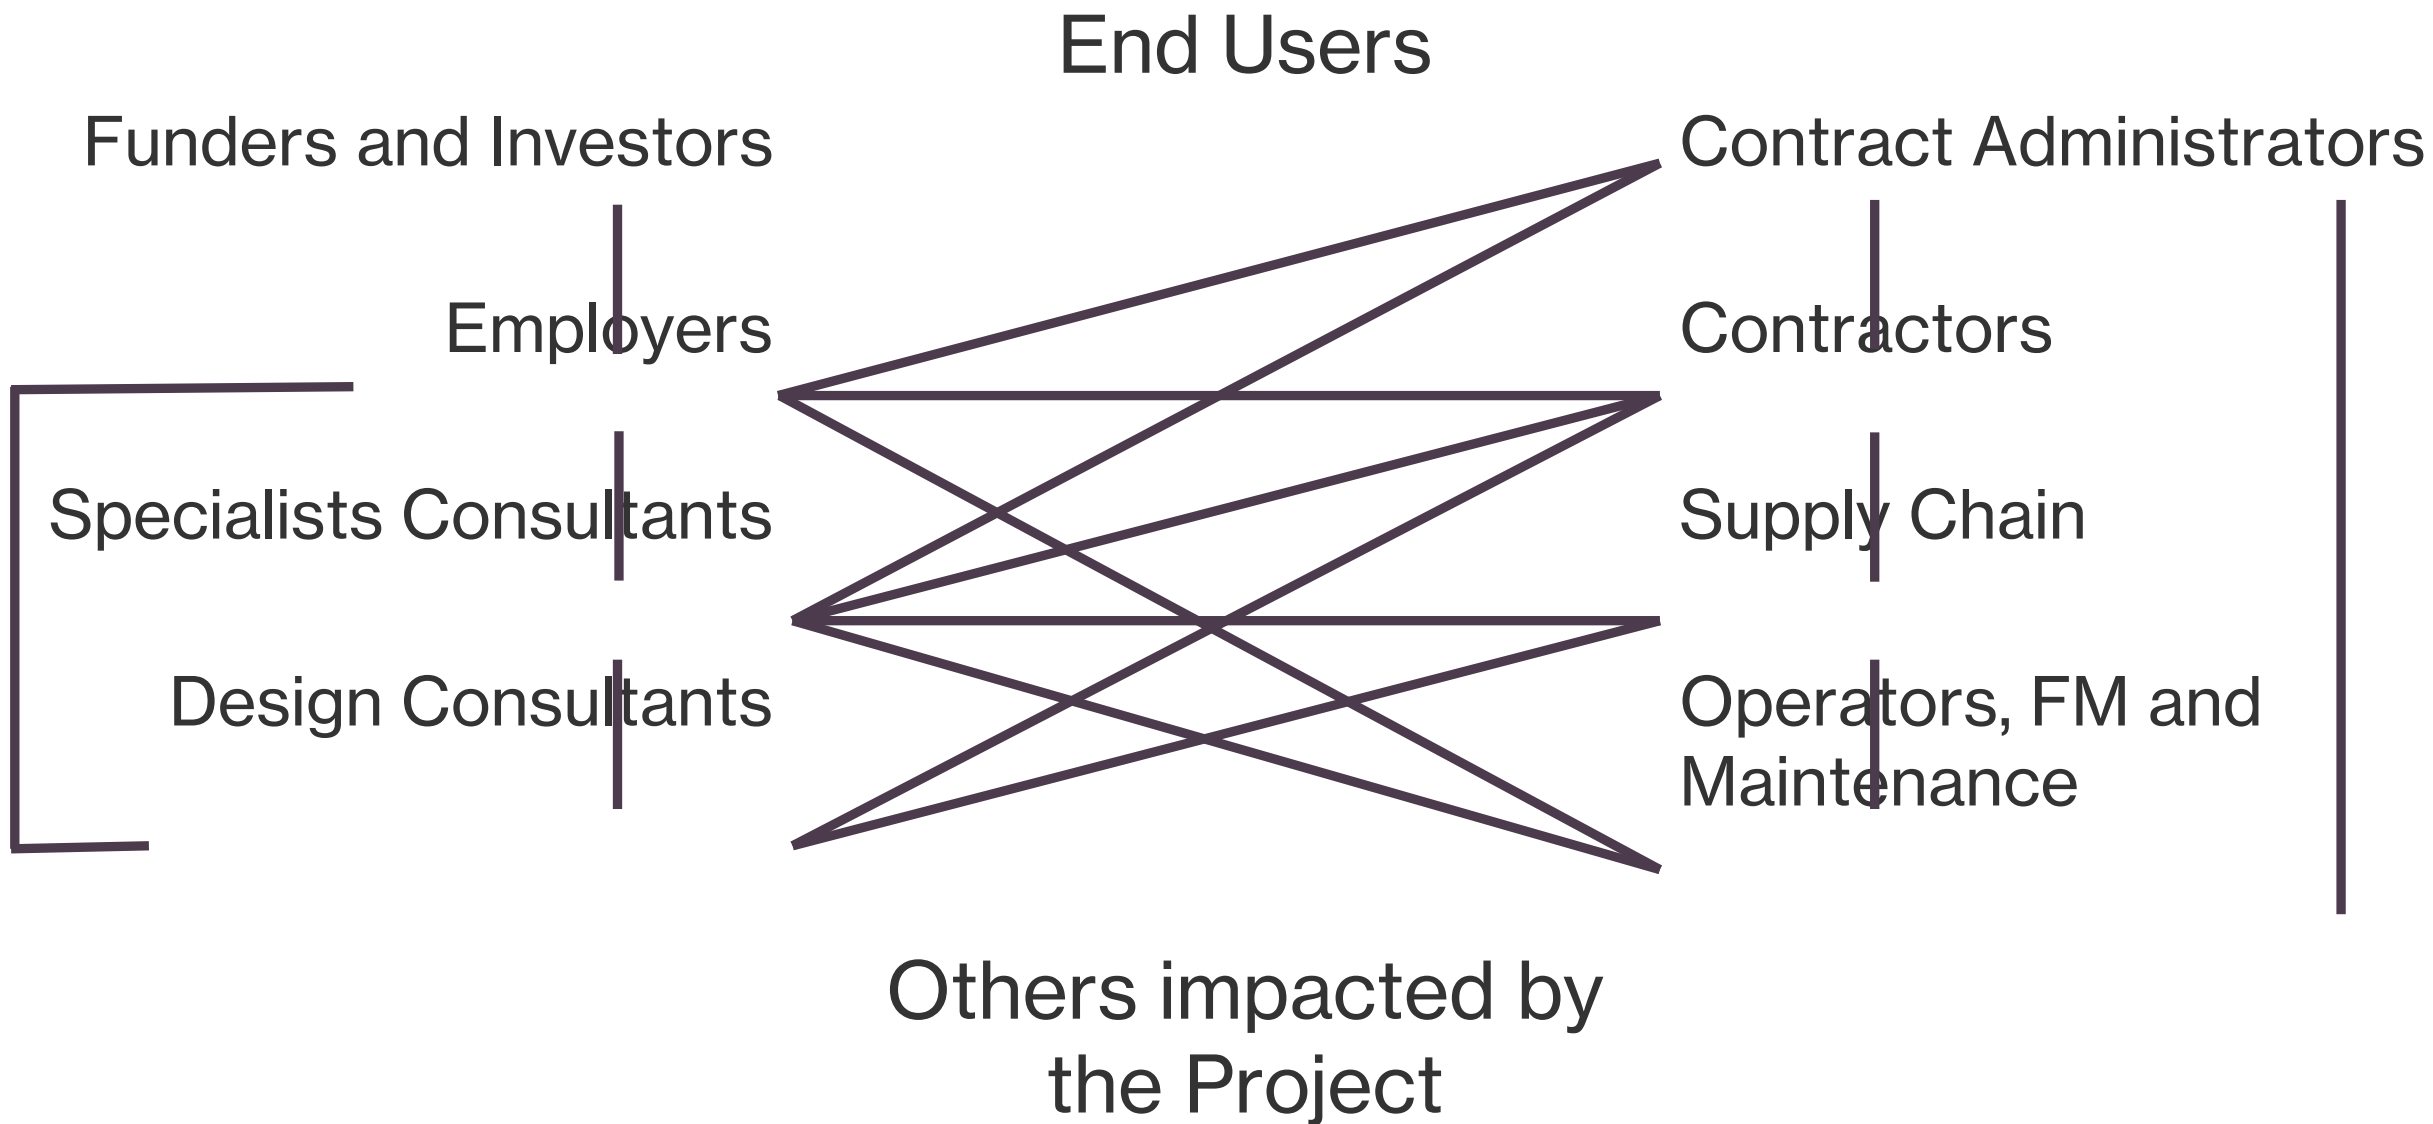 End Users
Funders and Investors
Employers
Specialists Consultants
Design Consultants
Contract Administrators
Contractors
Supply Chain
Operators, FM and
Maintenance
Others impacted by
the Project